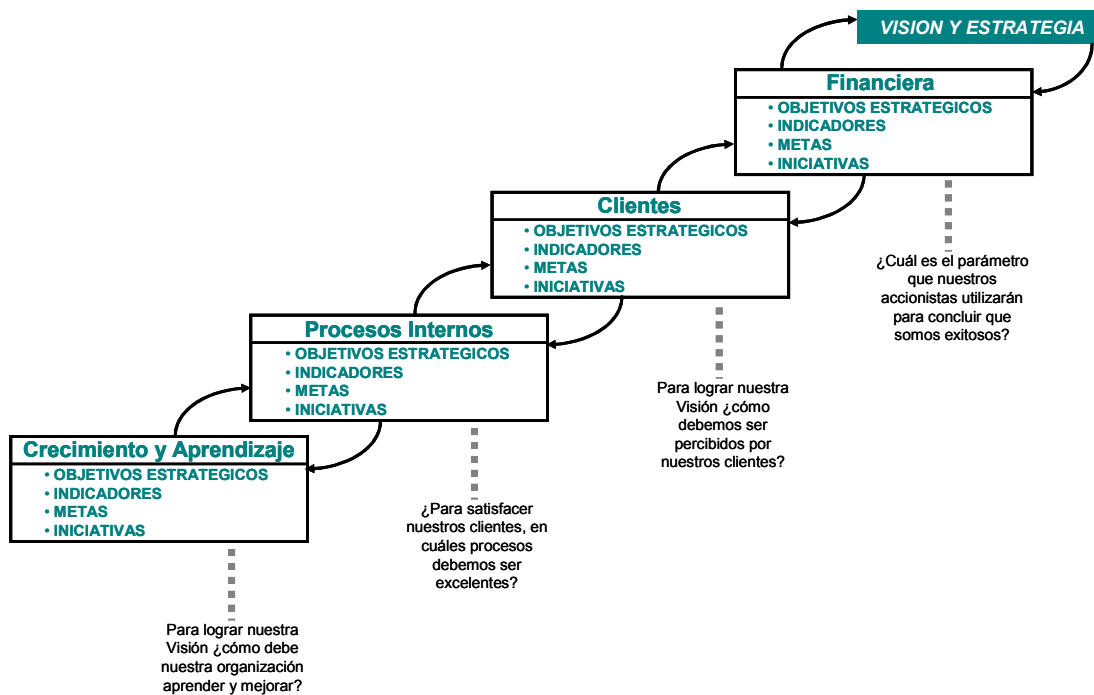 VISION Y ESTRATEGIA
Financiera
• OBJETIVOS ESTRATEGICOS
• INDICADORES
• METAS
• INICIATIVAS
¿Cuál es el parámetro
que nuestros
accionistas utilizarán
para concluir que
somos exitosos?
Clientes
• OBJETIVOS ESTRATEGICOS
• INDICADORES
• METAS
• INICIATIVAS
Para lograr nuestra
Visión ¿cómo
debemos ser
percibidos por
nuestros clientes?
Procesos Internos
• OBJETIVOS ESTRATEGICOS
• INDICADORES
• METAS
• INICIATIVAS
¿Para satisfacer
nuestros clientes, en
cuáles procesos
debemos ser
excelentes?
Crecimiento y Aprendizaje
• OBJETIVOS ESTRATEGICOS
• INDICADORES
• METAS
• INICIATIVAS
Para lograr nuestra
Visión ¿cómo debe
nuestra organización
aprender y mejorar?